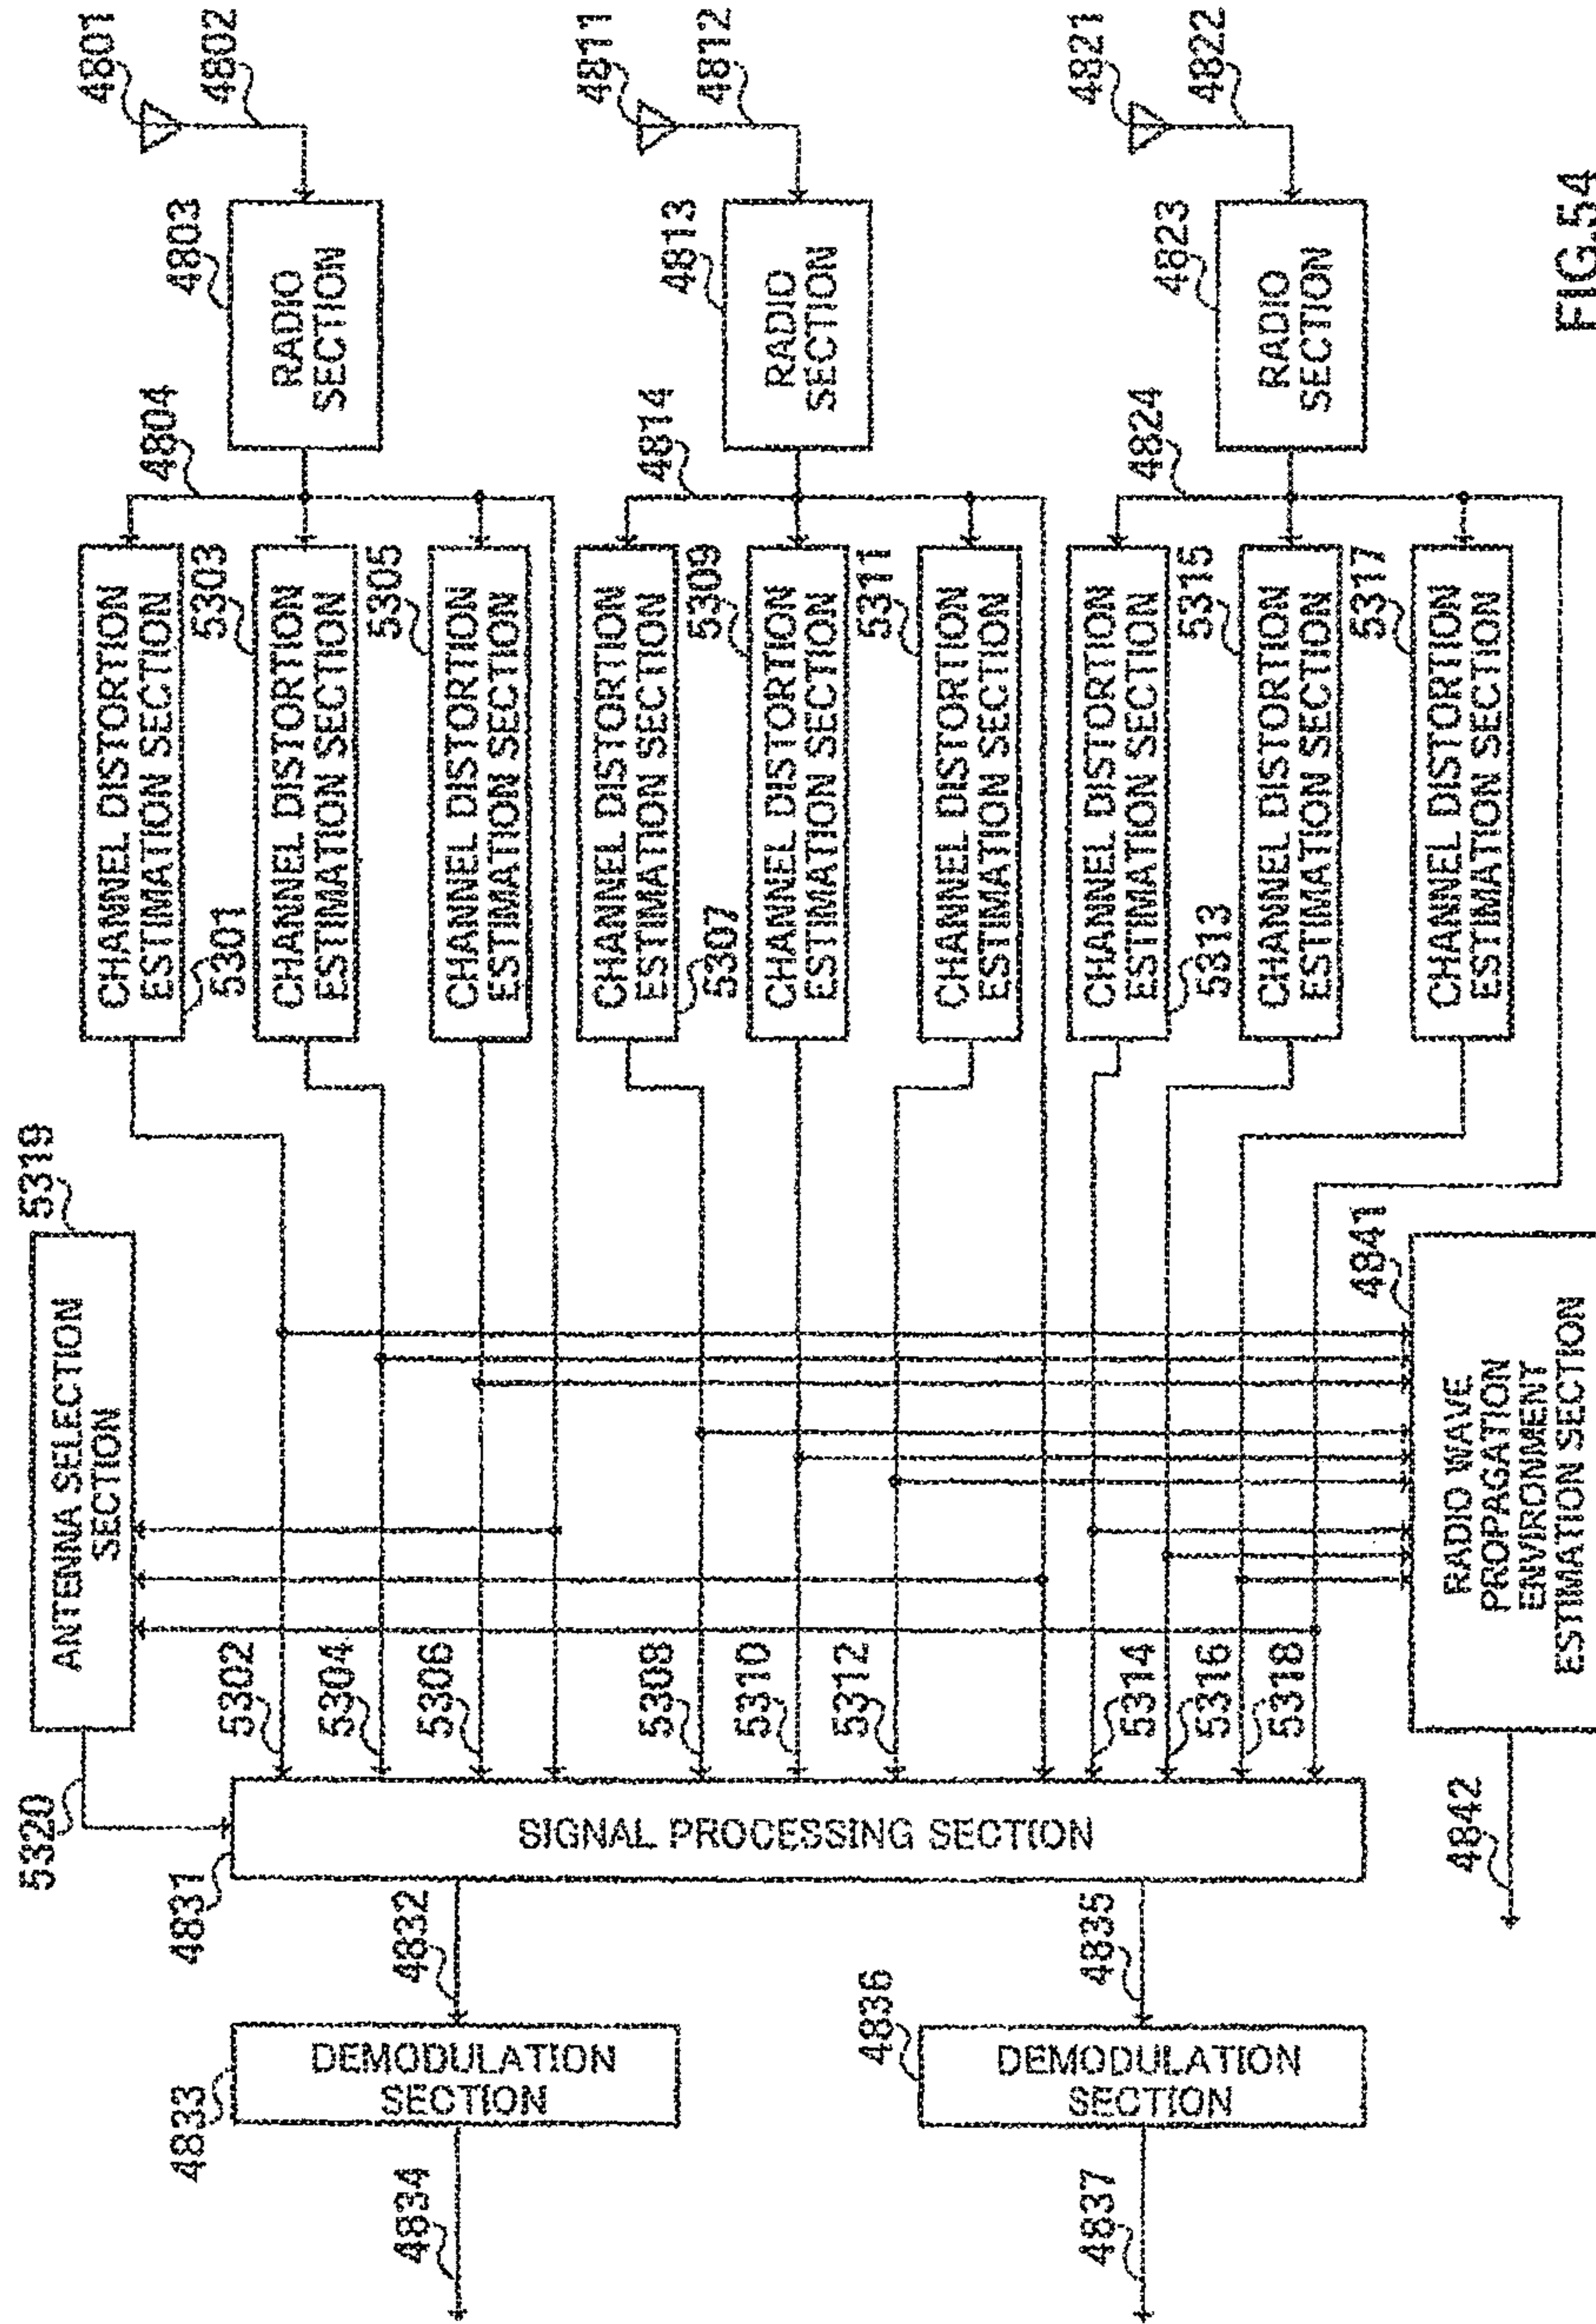 4801
4802
4803
RADIO
SECTION
4804
CHANNEL DISTORTION
ESTIMATION SECTION
5301
5303
CHANNEL DISTORTION
ESTIMATION SECTION
5305
CHANNEL DISTORTION
ESTIMATION SECTION
4811
4812
4813
RADIO
SECTION
4814
CHANNEL DISTORTION
ESTIMATION SECTION
5307
5309
CHANNEL DISTORTION
ESTIMATION SECTION
5311
CHANNEL DISTORTION
ESTIMATION SECTION
4821
4822
4823
RADIO
SECTION
4824
CHANNEL DISTORTION
ESTIMATION SECTION
5313
5315
CHANNEL DISTORTION
ESTIMATION SECTION
5317
CHANNEL DISTORTION
ESTIMATION SECTION
5319
ANTENNA SELECTION
SECTION
5320
5302
5304
5306
5308
5310
5312
5314
5316
5318
4841
RADIO WAVE
PROPAGATION
ENVIRONMENT
ESTIMATION SECTION
4842
4831
SIGNAL PROCESSING SECTION
4832
4833
DEMODULATION
SECTION
4834
4835
4836
DEMODULATION
SECTION
4837
FIG.54